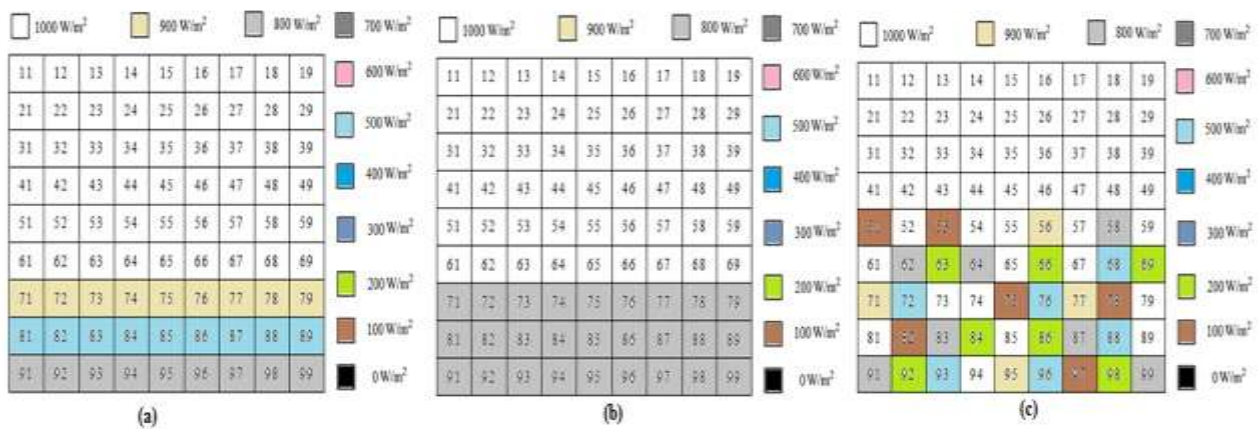 1000 W/m² 900 W/m² 800 W/m² 700 W/m²
11 12 13 14 15 16 17 18 19
21 22 23 24 25 26 27 28 29
31 32 33 34 35 36 37 38 39
41 42 43 44 45 46 47 48 49
51 52 53 54 55 56 57 58 59
61 62 63 64 65 66 67 68 69
71 72 73 74 75 76 77 78 79
81 82 83 84 85 86 87 88 89
91 92 93 94 95 96 97 98 99
600 W/m²
500 W/m²
400 W/m²
300 W/m²
200 W/m²
100 W/m²
0 W/m²
(a)
1000 W/m² 900 W/m² 800 W/m² 700 W/m²
11 12 13 14 15 16 17 18 19
21 22 23 24 25 26 27 28 29
31 32 33 34 35 36 37 38 39
41 42 43 44 45 46 47 48 49
51 52 53 54 55 56 57 58 59
61 62 63 64 65 66 67 68 69
71 72 73 74 75 76 77 78 79
81 82 83 84 85 86 87 88 89
91 92 93 94 95 96 97 98 99
600 W/m²
500 W/m²
400 W/m²
300 W/m²
200 W/m²
100 W/m²
0 W/m²
(b)
1000 W/m² 900 W/m² 800 W/m² 700 W/m²
11 12 13 14 15 16 17 18 19
21 22 23 24 25 26 27 28 29
31 32 33 34 35 36 37 38 39
41 42 43 44 45 46 47 48 49
52 54 55 56 57 58 59
61 62 63 64 65 66 67 68 69
71 72 73 74 76 77 79
81 83 84 85 86 87 88 89
91 92 93 94 95 96 98 99
600 W/m²
500 W/m²
400 W/m²
300 W/m²
200 W/m²
100 W/m²
0 W/m²
(c)